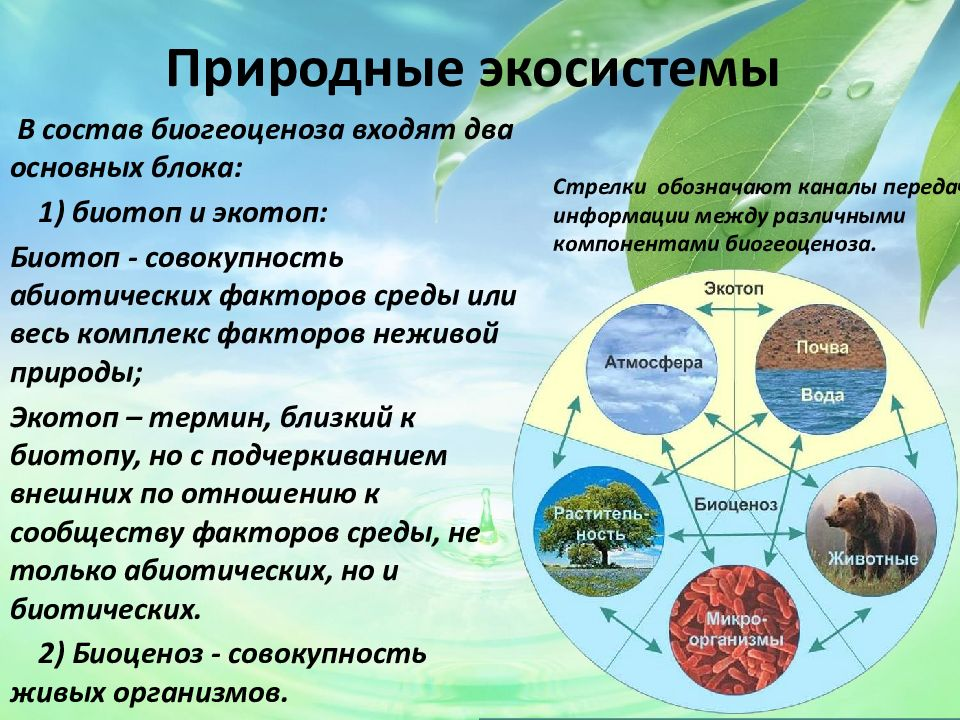 Природные экосистемы
В состав биогеоценоза входят два
основных блока:
1) биотоп и экотоп:
Биотоп - совокупность
абиотических факторов среды или
весь комплекс факторов неживой
природы;
Экотоп – термин, близкий к
биотопу, но с подчеркиванием
внешних по отношению к
сообществу факторов среды, не
только абиотических, но и
биотических.
2) Биоценоз - совокупность
живых организмов.
Стрелки обозначают каналы передач
информации между различными
компонентами биогеоценоза.
Экотоп
Атмосфера
Почва
Вода
Биоценоз
Раститель-
ность
Животные
Микро-
организмы